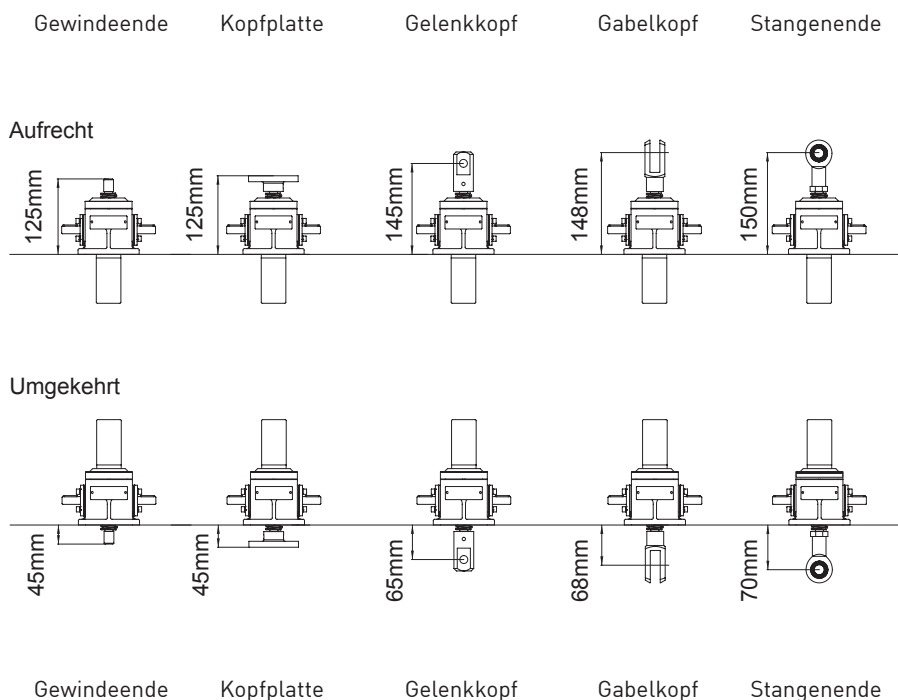 Gewindeende Kopfplatte Gelenkkopf Gabelkopf Stangenende
Aufrecht
125mm 125mm 145mm 148mm 150mm
Umgekehrt
45mm 45mm 65mm 68mm 70mm
Gewindeende Kopfplatte Gelenkkopf Gabelkopf Stangenende